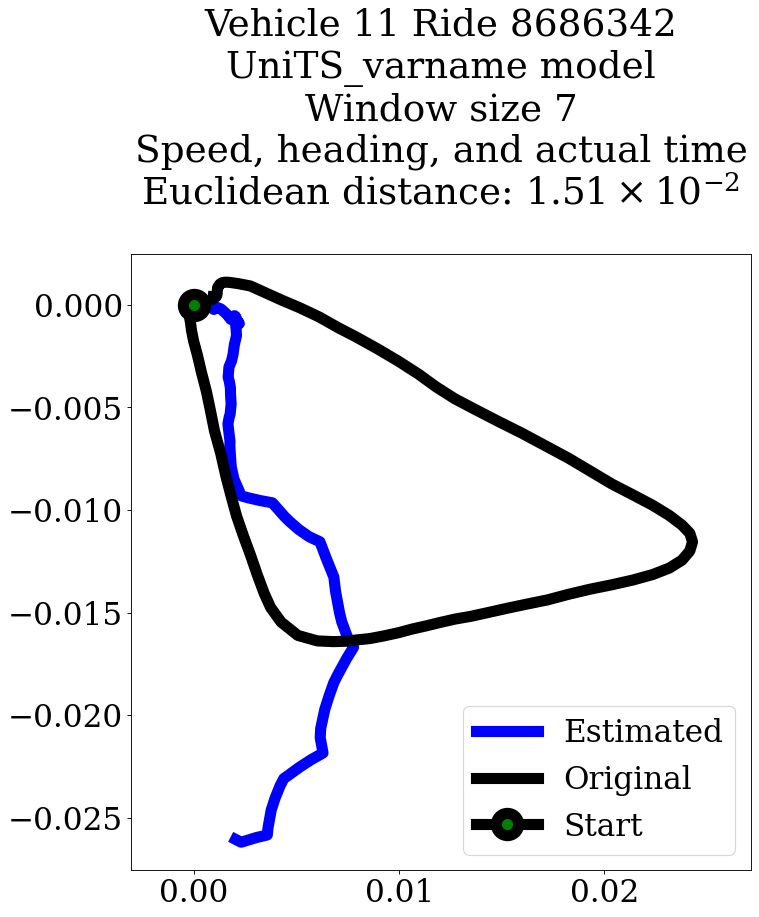 Vehicle 11 Ride 8686342
UniTS_varname model
Window size 7
Speed, heading, and actual time
Euclidean distance: 1.51 × 10⁻²
0.000
−0.005
−0.010
−0.015
−0.020
−0.025
Estimated
Original
Start
0.00 0.01 0.02